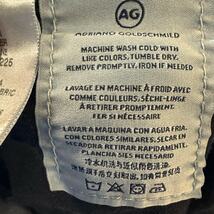 AG
ADRIANO GOLDSCHMIED
MACHINE WASH COLD WITH
LIKE COLORS, TUMBLE DRY.
REMOVE PROMPTLY, IRON IF
NECESSARY
LAVAGE EN MACHINE À FROID AVEC
COMME COULEURS, SÈCHE-LINGE
À RETIRER PROMPTEMENT
FER SI NÉCESSAIRE
LAVAR A MAQUINA CON AGUA FRIA.
CON COLORES SIMILARES, SECAR EN
SECADORA RETIRAR RAPIDAMENTE.
PLANCHA SIES NECESARIO
225